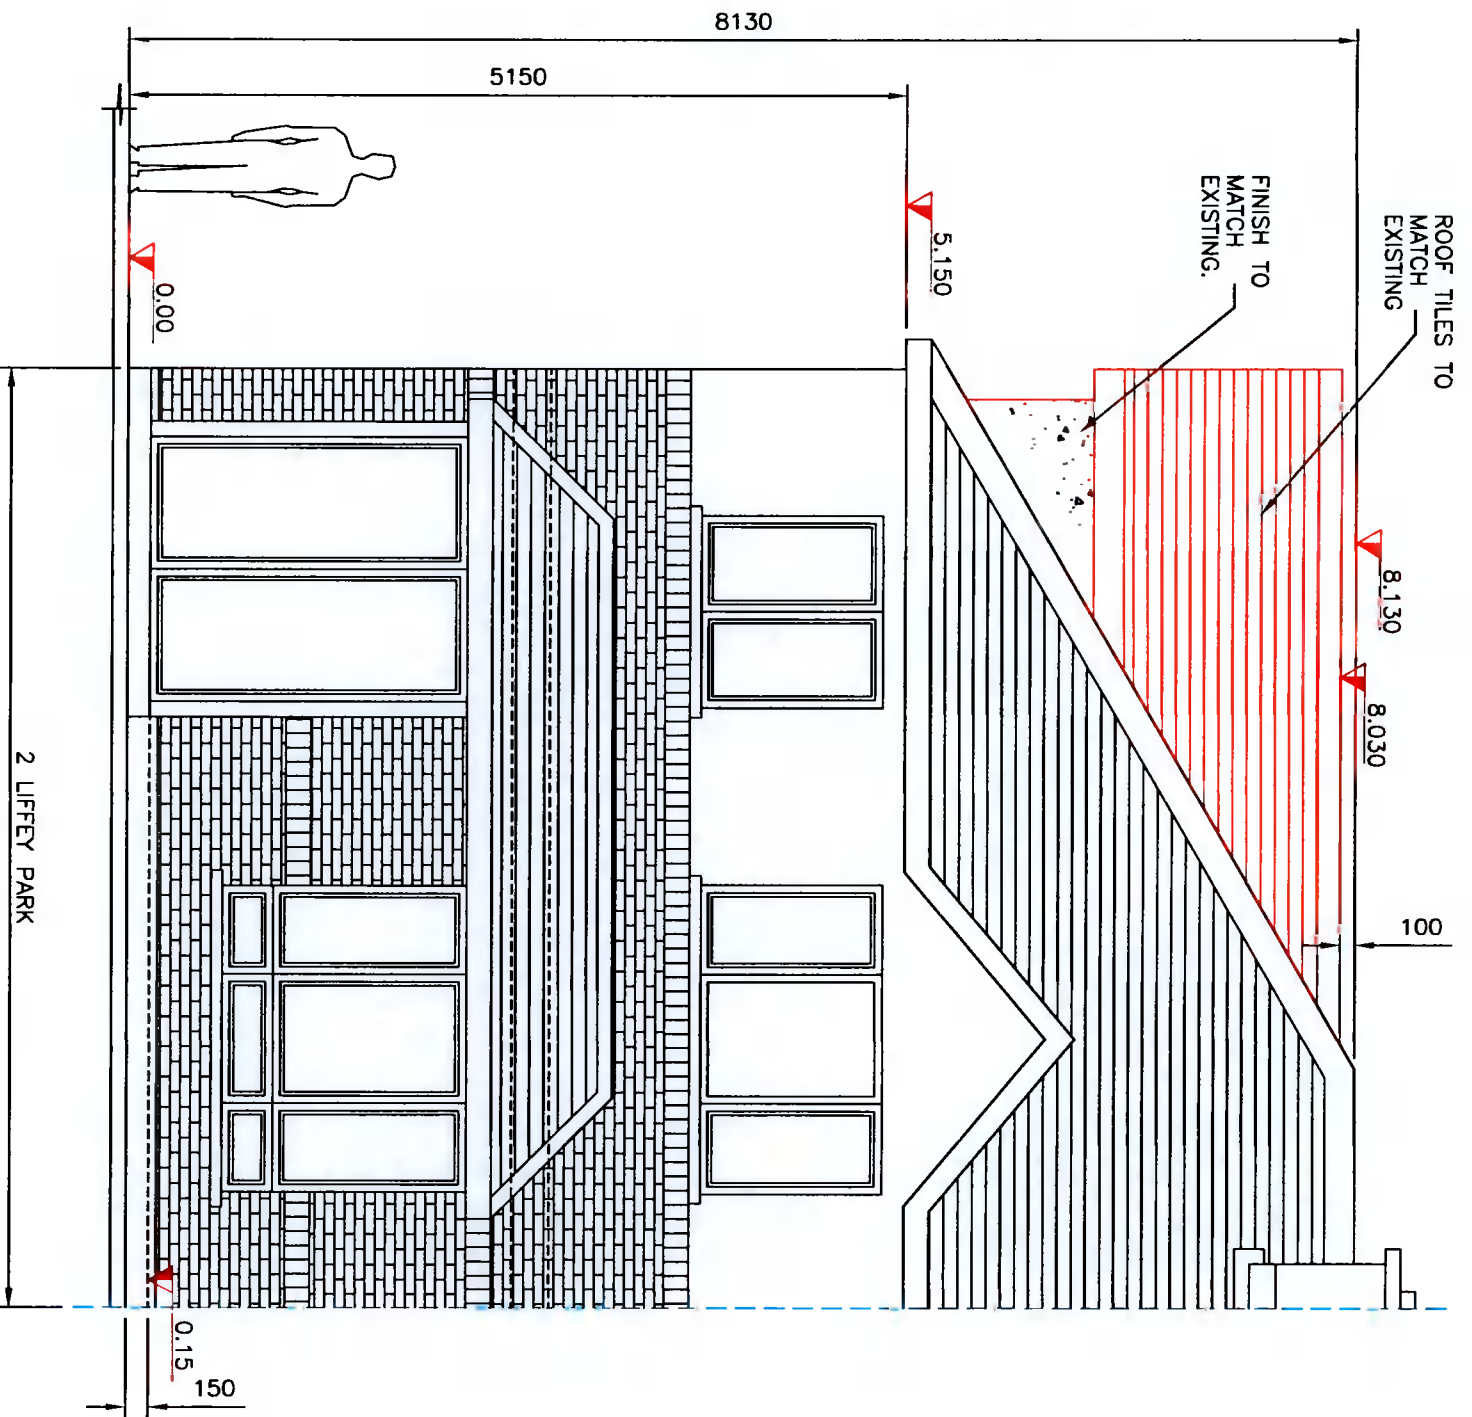 8130
5150
ROOF TILES TO
MATCH
EXISTING
FINISH TO
MATCH
EXISTING.
5.150
0.00
8.130
8.030
100
2 LIFFEY PARK
0.15
150